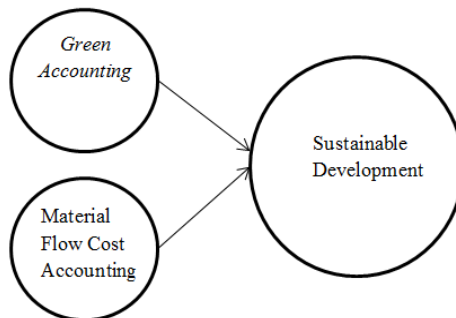 Green
Accounting
Sustainable
Development
Material
Flow Cost
Accounting